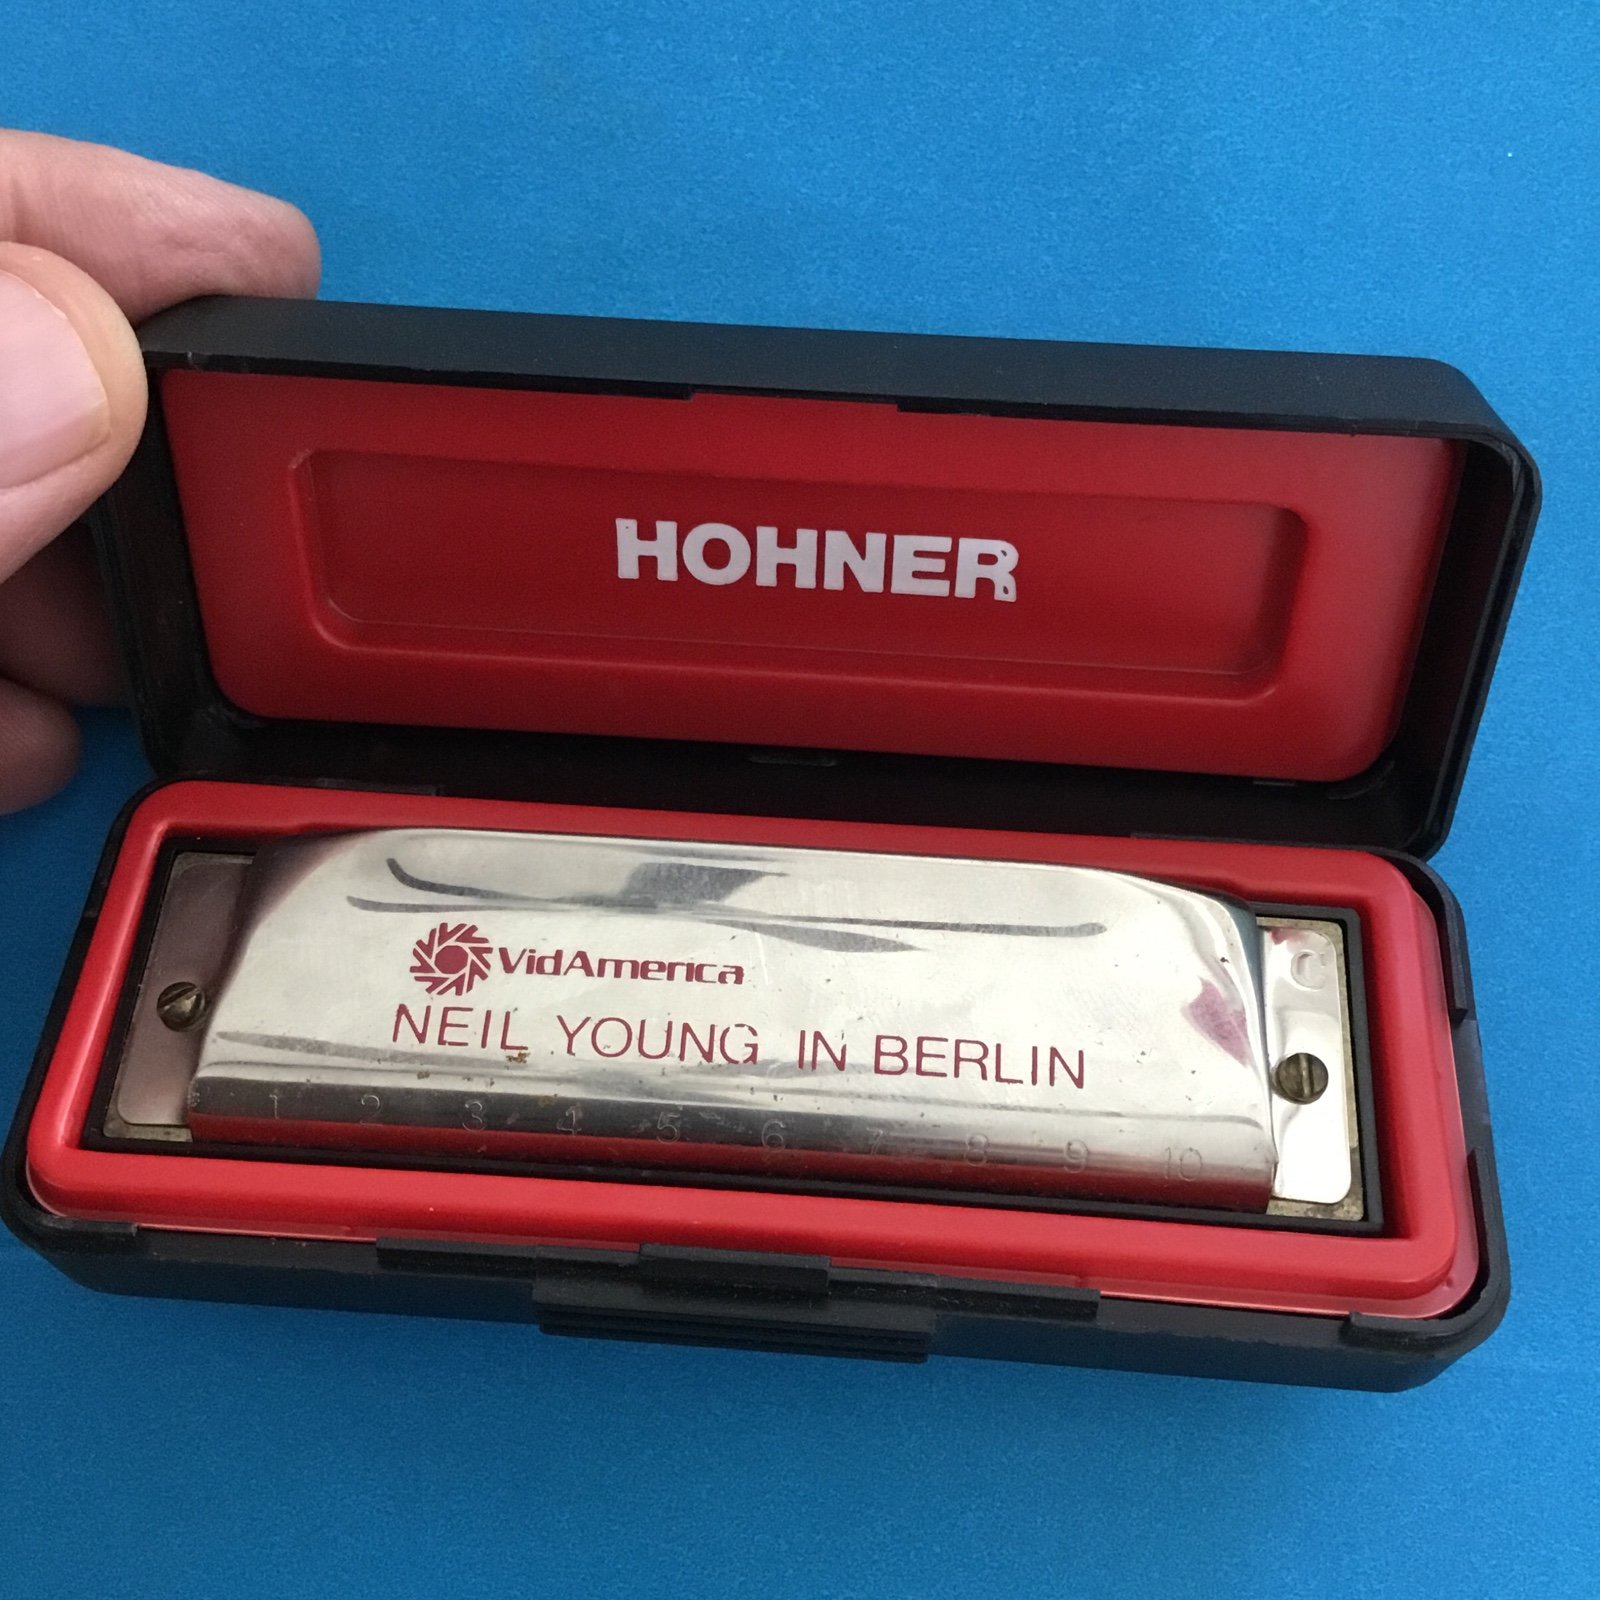 HOHNER
VidAmerica
C
NEIL YOUNG IN BERLIN
1 2 3 4 5 6 7 8 9 10